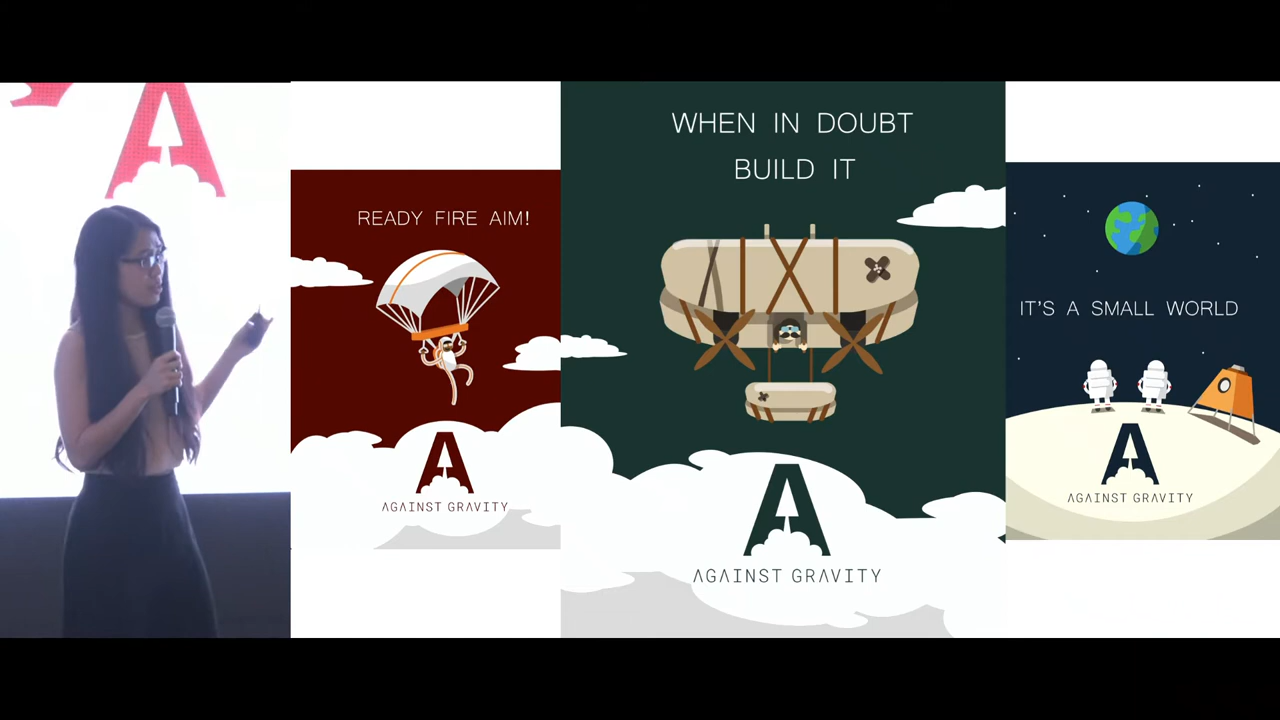 READY FIRE AIM!
A
AGAINST GRAVITY
WHEN IN DOUBT
BUILD IT
A
AGAINST GRAVITY
IT'S A SMALL WORLD
A
AGAINST GRAVITY
A